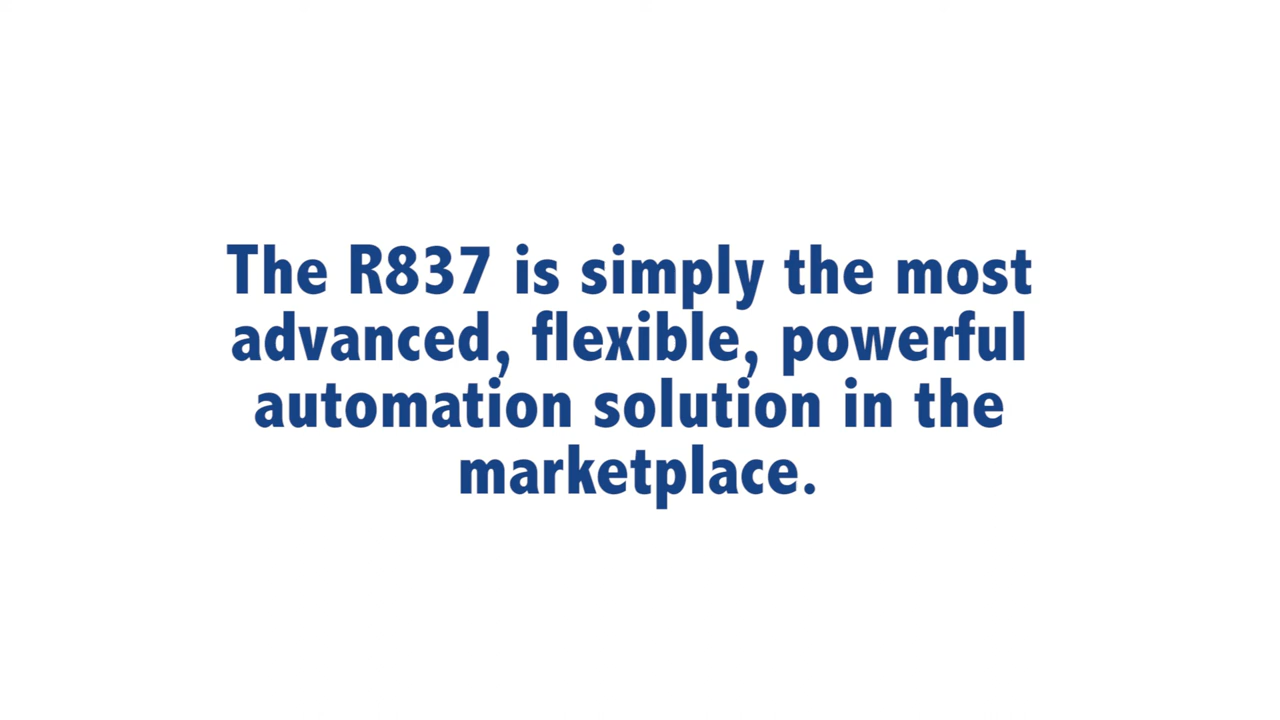 The R837 is simply the most
advanced, flexible, powerful
automation solution in the
marketplace.